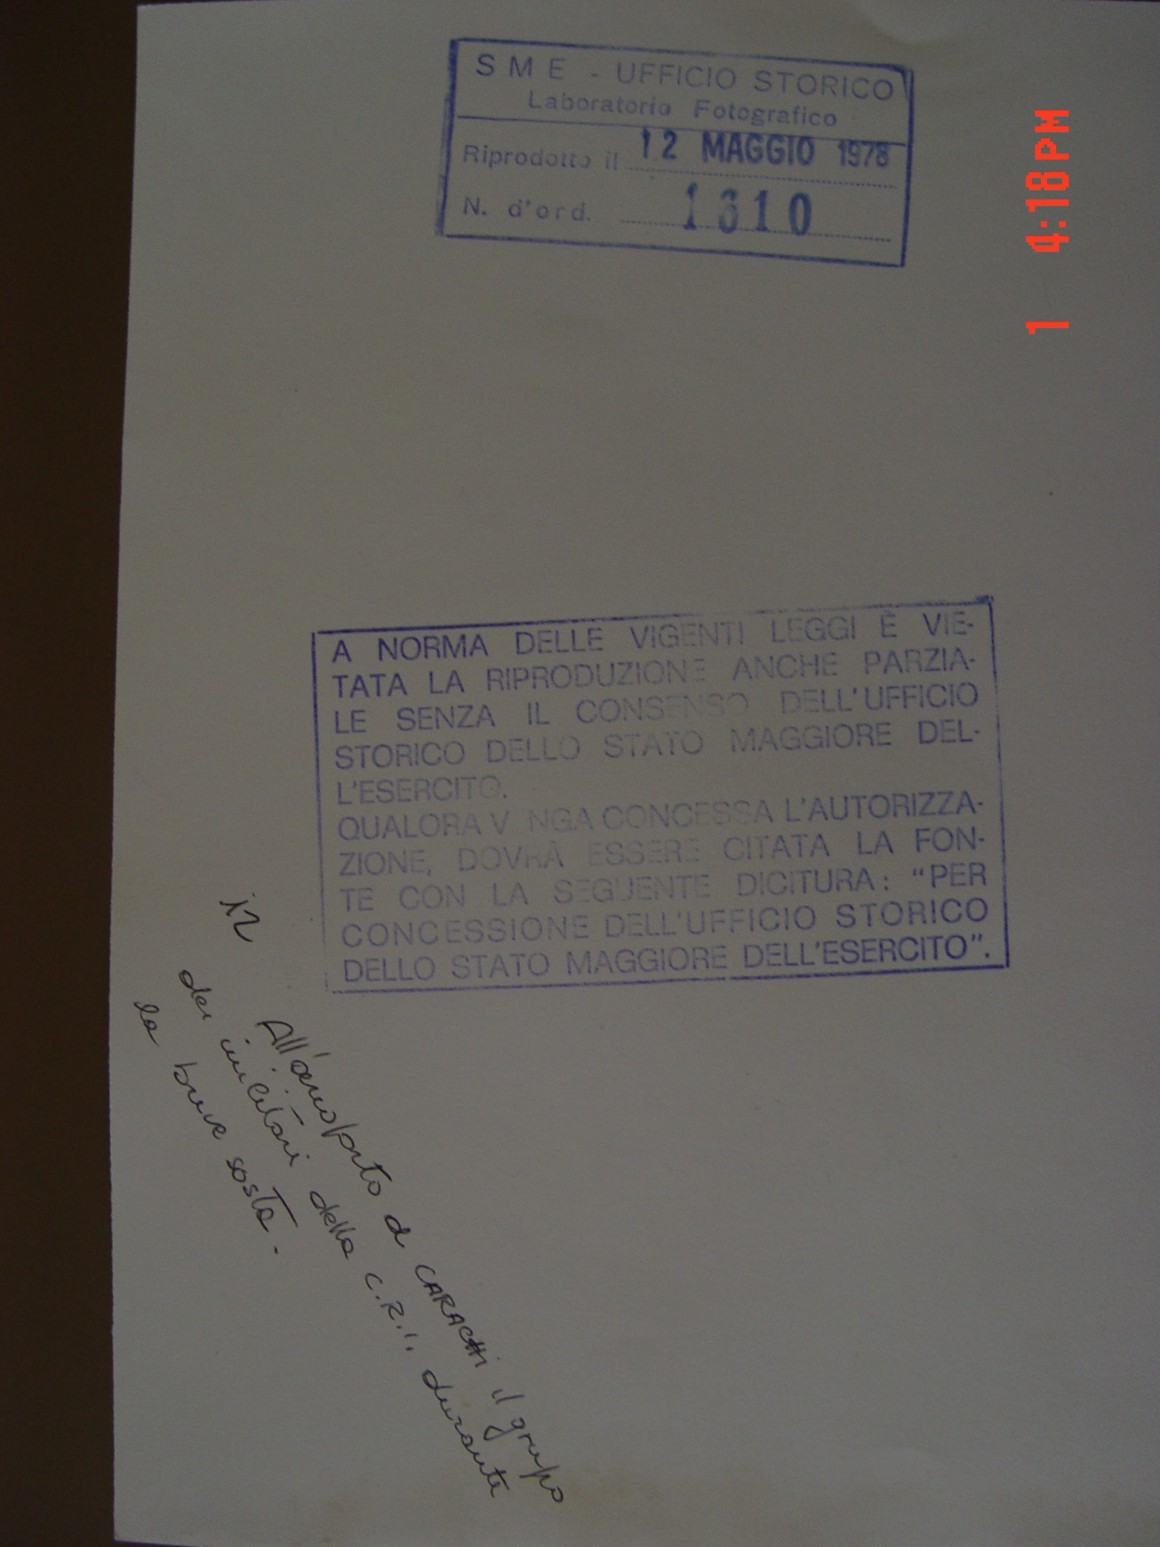 SME - UFFICIO STORICO
Laboratorio Fotografico
Riprodotto il 12 MAGGIO 1978
N. d'ord. 1310
1 4:18PM
A NORMA DELLE VIGENTI LEGGI È VIE-
TATA LA RIPRODUZIONE ANCHE PARZIA-
LE SENZA IL CONSENSO DELL'UFFICIO
STORICO DELLO STATO MAGGIORE DEL-
L'ESERCITO.
QUALORA V NGA CONCESSA L'AUTORIZZA-
ZIONE, DOVRÀ ESSERE CITATA LA FON-
TE CON LA SEGUENTE DICITURA: "PER
CONCESSIONE DELL'UFFICIO STORICO
DELLO STATO MAGGIORE DELL'ESERCITO".
All'aeroporto di CARACHI il gruppo
dei militari della C.R.I. durante
la breve sosta.